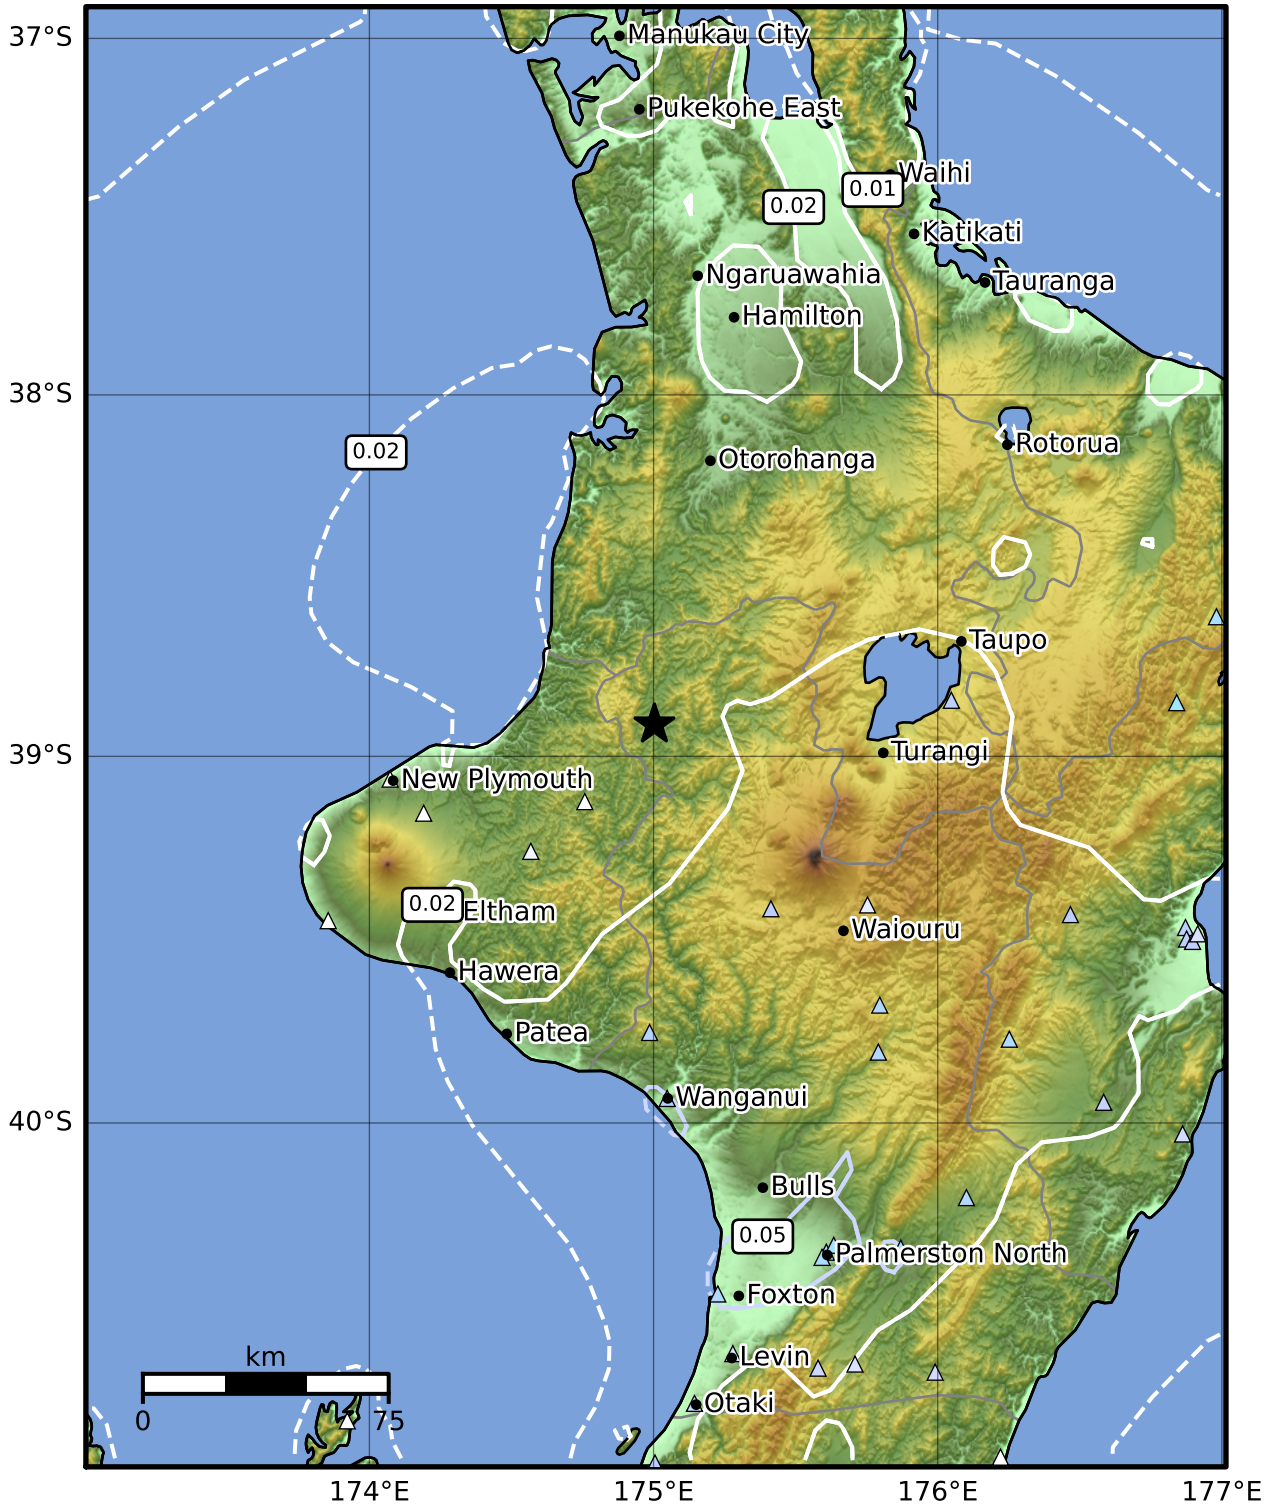 37°S
Manukau City
Pukekohe East
Waihi
0.01
0.02
Katikati
Ngaruawahia
Tauranga
Hamilton
38°S
0.02
Rotorua
Otorohanga
Taupo
39°S
Turangi
New Plymouth
0.02
Eltham
Waiouru
Hawera
Patea
Wanganui
40°S
Bulls
0.05
Palmerston North
Foxton
km
Levin
Otaki
0
75
174°E
175°E
176°E
177°E